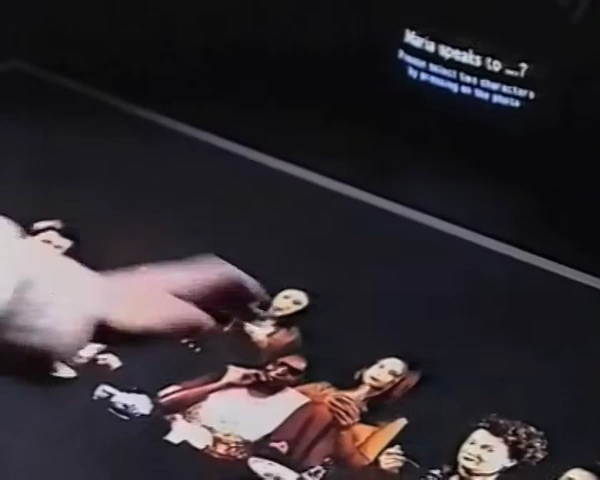 Maria speaks to ...?
Please select two characters
by pressing on the photo